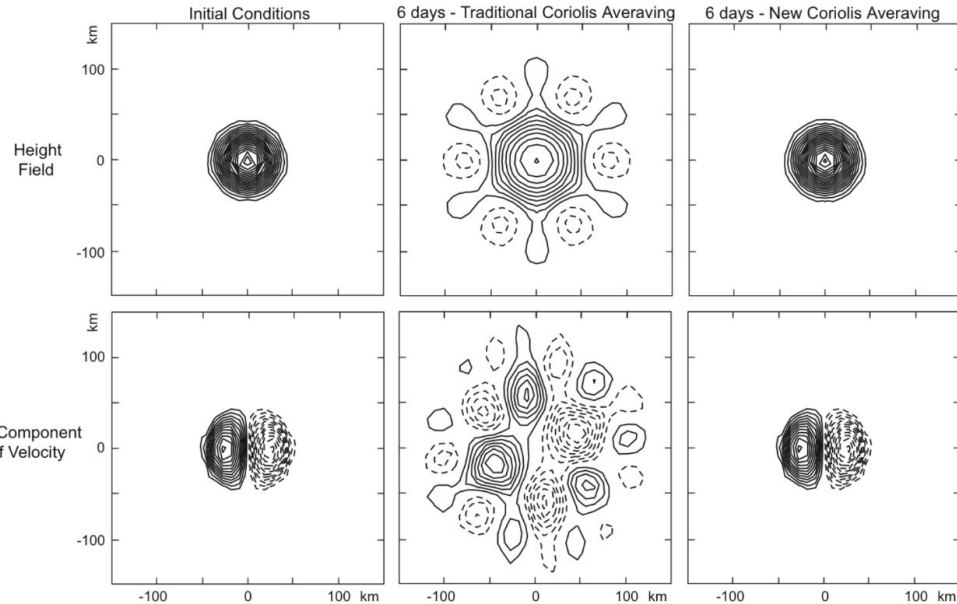 Initial Conditions
6 days - Traditional Coriolis Averaving
6 days - New Coriolis Averaving
km
100
0
-100
Height
Field
km
100
0
-100
Component
Velocity
-100
0
100
km
-100
0
100
km
-100
0
100
km